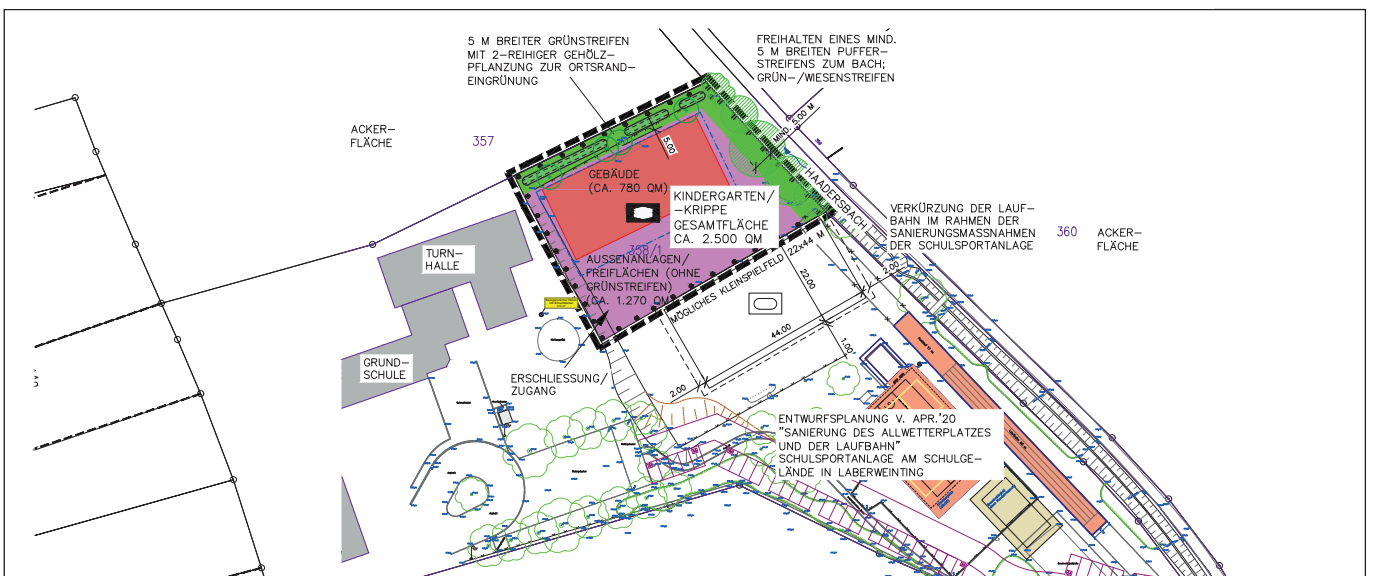 5 M BREITER GRÜNSTREIFEN
MIT 2-REIHIGER GEHÖLZ-
PFLANZUNG ZUR ORTSRAND-
EINGRÜNUNG
FREIHALTEN EINES MIND.
5 M BREITEN PUFFER-
STREIFENS ZUM BACH;
GRÜN-/WIESENSTREIFEN
ACKER-
FLÄCHE
357
5.00
MIND. 5.00 M
HAADERSBACH
GEBÄUDE
(CA. 780 QM)
KINDERGARTEN/
-KRIPPE
GESAMTFLÄCHE
CA. 2.500 QM
VERKÜRZUNG DER LAUF-
BAHN IM RAHMEN DER
SANIERUNGSMASSNAHMEN
DER SCHULSPORTANLAGE
360
ACKER-
FLÄCHE
358/1
AUSSENANLAGEN/
FREIFLÄCHEN (OHNE
GRÜNSTREIFEN)
(CA. 1.270 QM)
TURN-
HALLE
MÖGLICHES KLEINSPIELFELD 22x44 M
22.00
2.00
44.00
1.00
2.00
GRUND-
SCHULE
ERSCHLIESSUNG/
ZUGANG
ENTWURFSPLANUNG V. APR.'20
"SANIERUNG DES ALLWETTERPLATZES
UND DER LAUFBAHN"
SCHULSPORTANLAGE AM SCHULGE-
LÄNDE IN LABERWEINTING